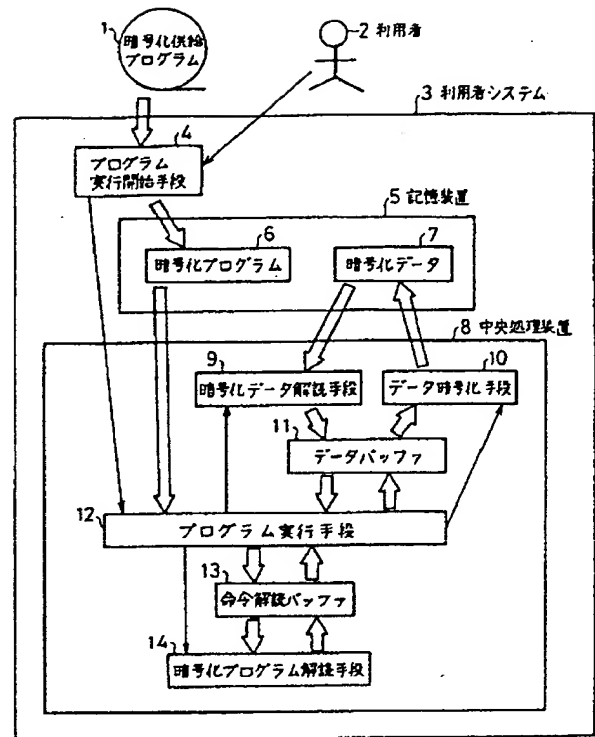 1
暗号化供給
プログラム
2 利用者
3 利用者システム
4
プログラム
実行開始手段
5 記憶装置
6
暗号化プログラム
7
暗号化データ
8 中央処理装置
9
暗号化データ解読手段
10
データ暗号化手段
11
データバッファ
12
プログラム実行手段
13
命令解読バッファ
14
暗号化プログラム解読手段